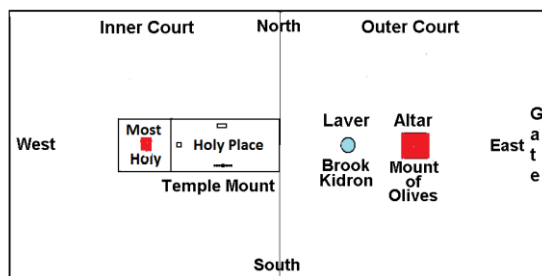 Inner Court
North
Outer Court
West
Most
Holy
Holy Place
Temple Mount
Laver
Brook
Kidron
Altar
Mount
of
Olives
East
Gate
South